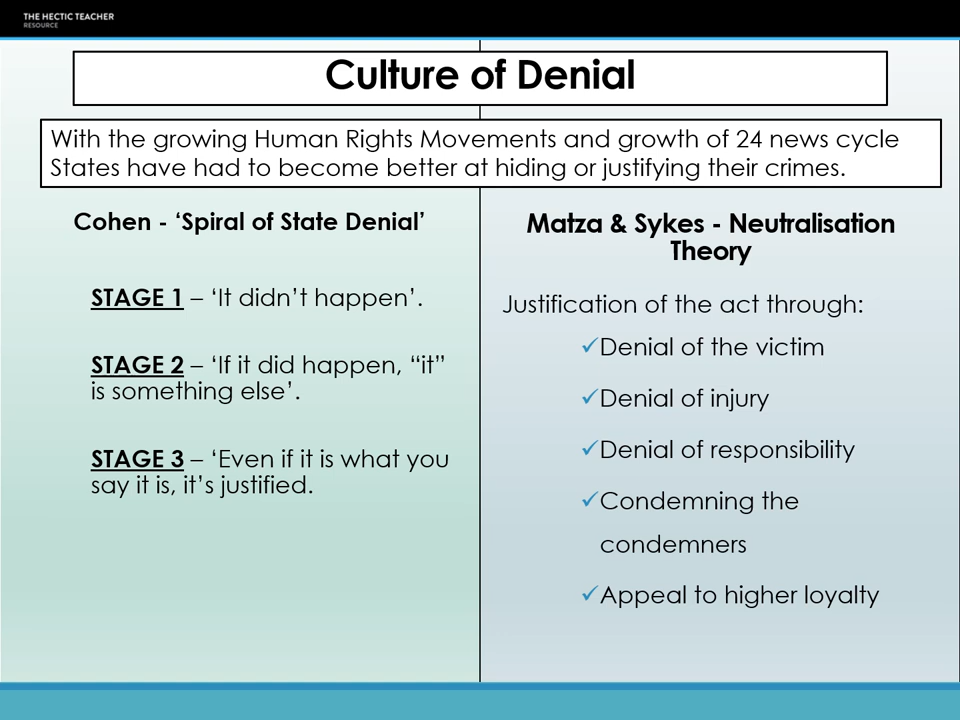 THE HECTIC TEACHER
RESOURCE
Culture of Denial
With the growing Human Rights Movements and growth of 24 news cycle
States have had to become better at hiding or justifying their crimes.
Cohen - ‘Spiral of State Denial’
STAGE 1 – ‘It didn’t happen’.
STAGE 2 – ‘If it did happen, “it”
is something else’.
STAGE 3 – ‘Even if it is what you
say it is, it’s justified.
Matza & Sykes - Neutralisation
Theory
Justification of the act through:
✓Denial of the victim
✓Denial of injury
✓Denial of responsibility
✓Condemning the
condemners
✓Appeal to higher loyalty